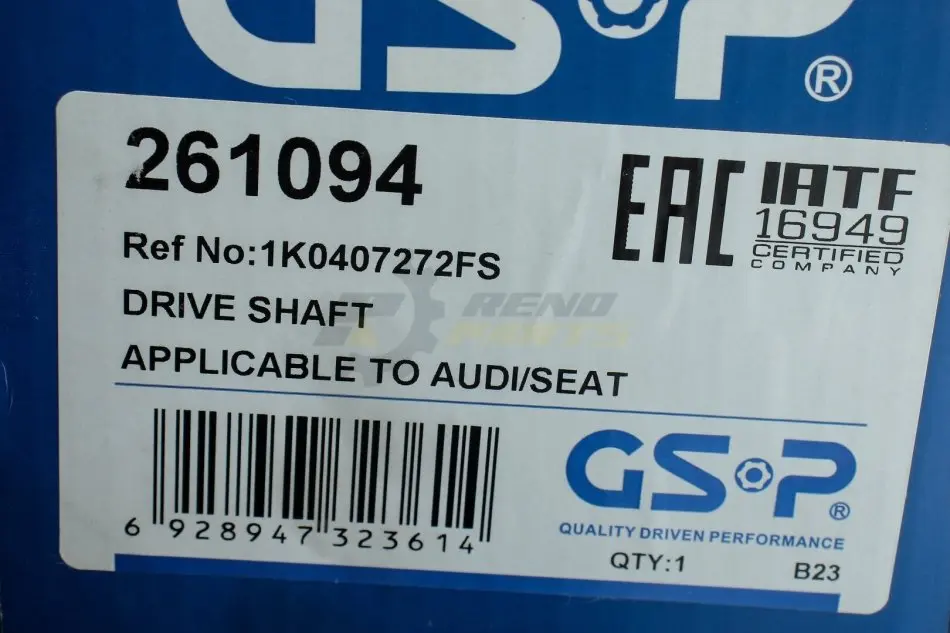 GSP®
261094
EAC
IATF
16949
CERTIFIED
COMPANY
Ref No:1K0407272FS
DRIVE SHAFT
REND
PARTS
APPLICABLE TO AUDI/SEAT
6 928947 323614
GSP®
QUALITY DRIVEN PERFORMANCE
QTY:1
B23